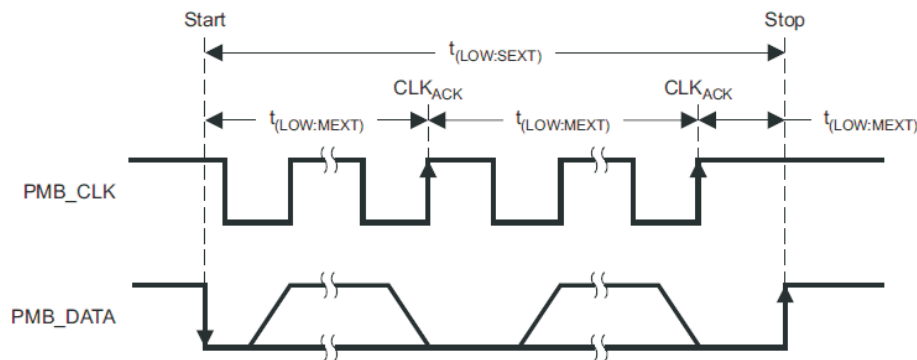 Start Stop
t(LOW:SEXT)
CLKACK CLKACK
t(LOW:MEXT) t(LOW:MEXT) t(LOW:MEXT)
PMB_CLK
PMB_DATA